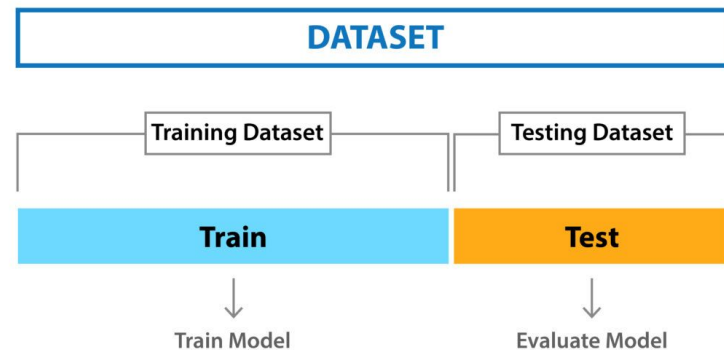 DATASET
Training Dataset
Testing Dataset
Train
Test
Train Model
Evaluate Model